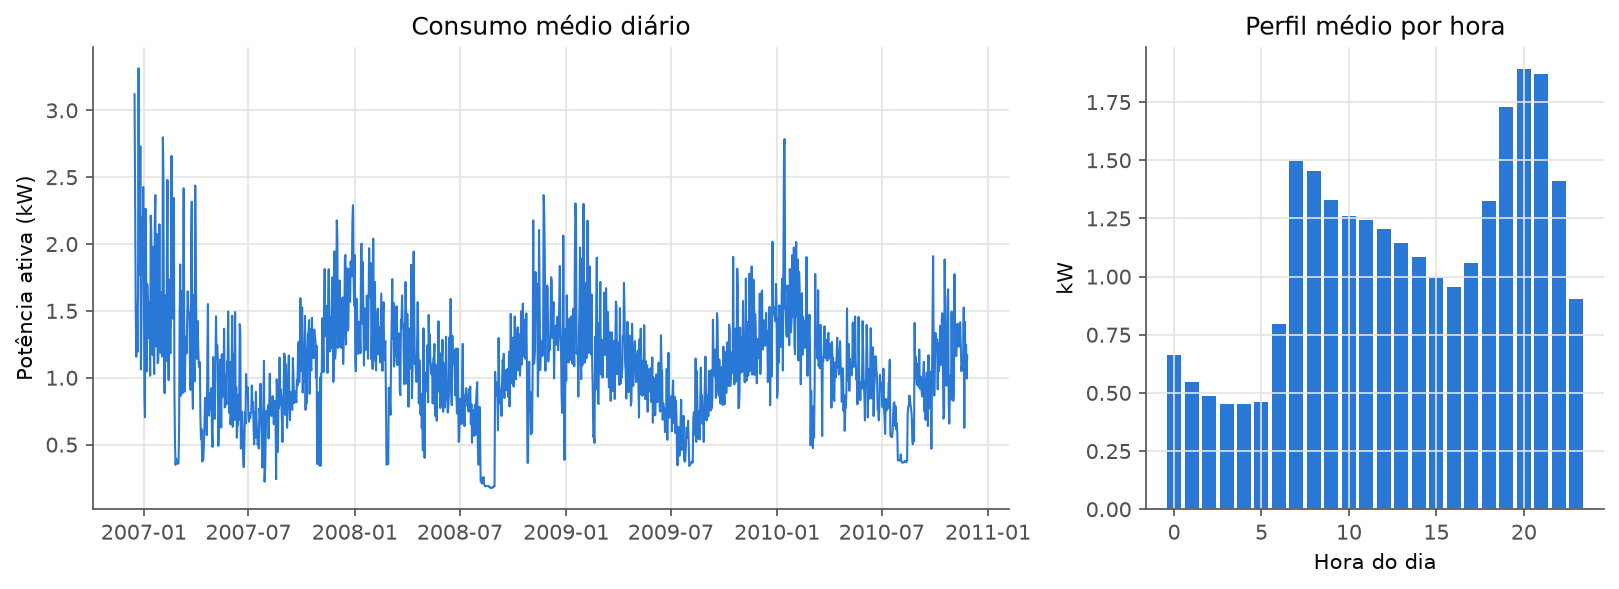 Consumo médio diário
Potência ativa (kW)
3.0
2.5
2.0
1.5
1.0
0.5
2007-01 2007-07 2008-01 2008-07 2009-01 2009-07 2010-01 2010-07 2011-01
Perfil médio por hora
kW
1.75
1.50
1.25
1.00
0.75
0.50
0.25
0.00
0 5 10 15 20
Hora do dia